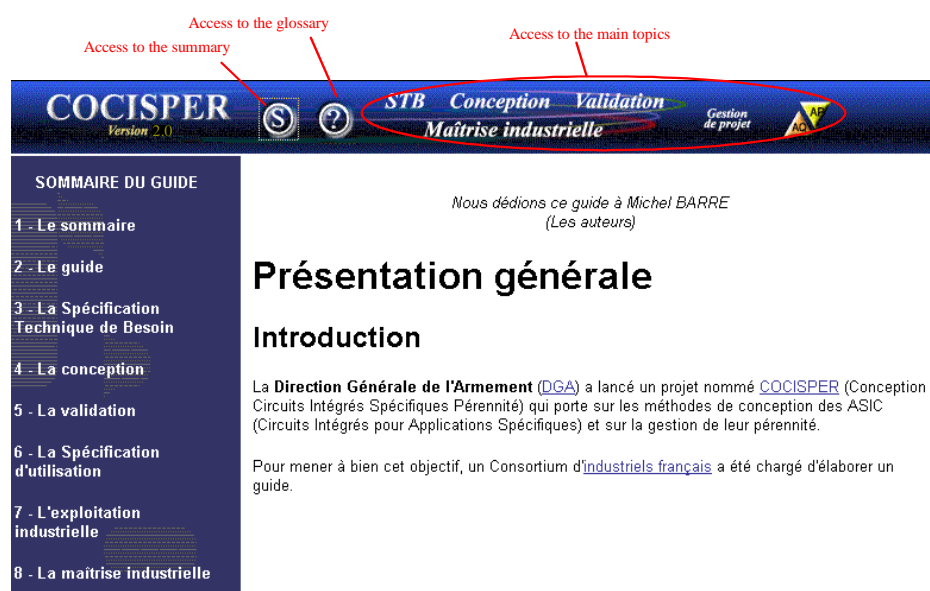 Access to the glossary
Access to the summary
Access to the main topics
COCISPER
Version 2.0
S
?
STB Conception Validation
Maîtrise industrielle
Gestion
de projet
AP
AQ
SOMMAIRE DU GUIDE
1 - Le sommaire
2 - Le guide
3 - La Spécification
Technique de Besoin
4 - La conception
5 - La validation
6 - La Spécification
d'utilisation
7 - L'exploitation
industrielle
8 - La maîtrise industrielle
Nous dédions ce guide à Michel BARRE
(Les auteurs)
Présentation générale
Introduction
La Direction Générale de l'Armement (DGA) a lancé un projet nommé COCISPER (Conception
Circuits Intégrés Spécifiques Pérennité) qui porte sur les méthodes de conception des ASIC
(Circuits Intégrés pour Applications Spécifiques) et sur la gestion de leur pérennité.
Pour mener à bien cet objectif, un Consortium d'industriels français a été chargé d'élaborer un
guide.